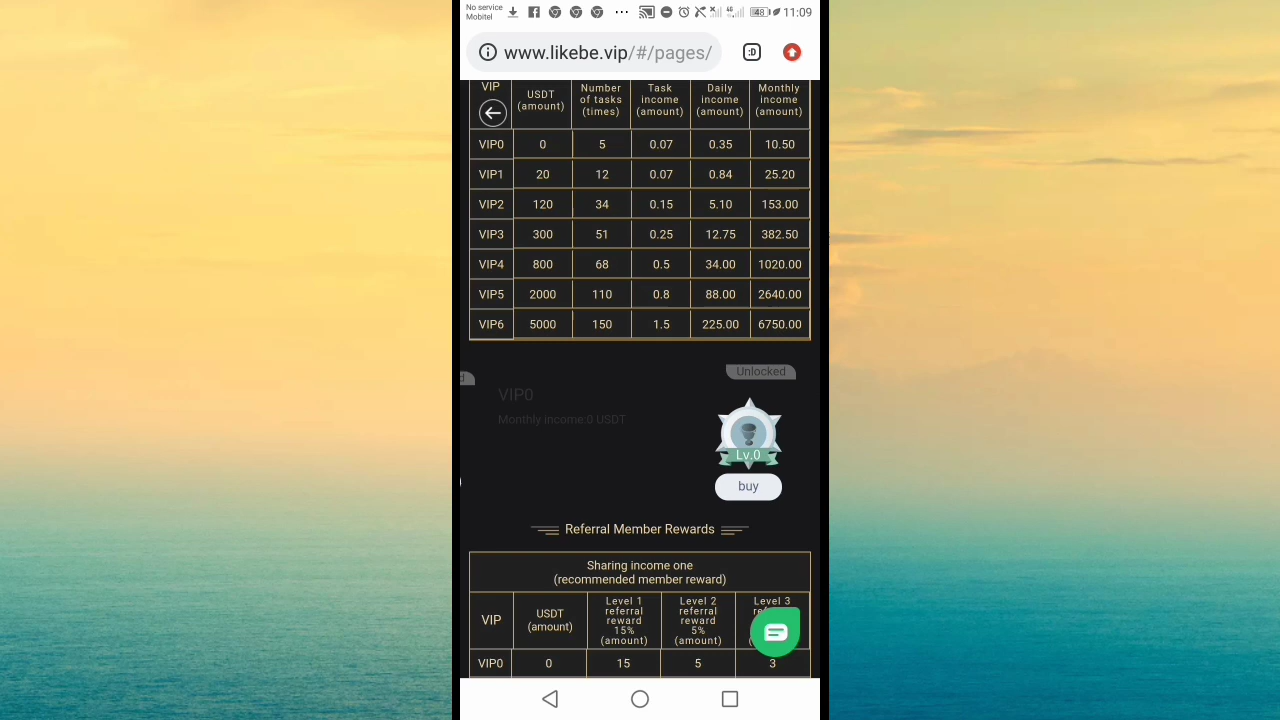 No service
Mobitel
4G
48
11:09
www.likebe.vip/#/pages/
:D
VIP USDT (amount) Number of tasks (times) Task income (amount) Daily income (amount) Monthly income (amount)
VIP0 0 5 0.07 0.35 10.50
VIP1 20 12 0.07 0.84 25.20
VIP2 120 34 0.15 5.10 153.00
VIP3 300 51 0.25 12.75 382.50
VIP4 800 68 0.5 34.00 1020.00
VIP5 2000 110 0.8 88.00 2640.00
VIP6 5000 150 1.5 225.00 6750.00
Unlocked
VIP0
Monthly income:0 USDT
Lv.0
buy
Referral Member Rewards
Sharing income one
(recommended member reward)
VIP USDT (amount) Level 1 referral reward 15% (amount) Level 2 referral reward 5% (amount) Level 3
VIP0 0 15 5 3